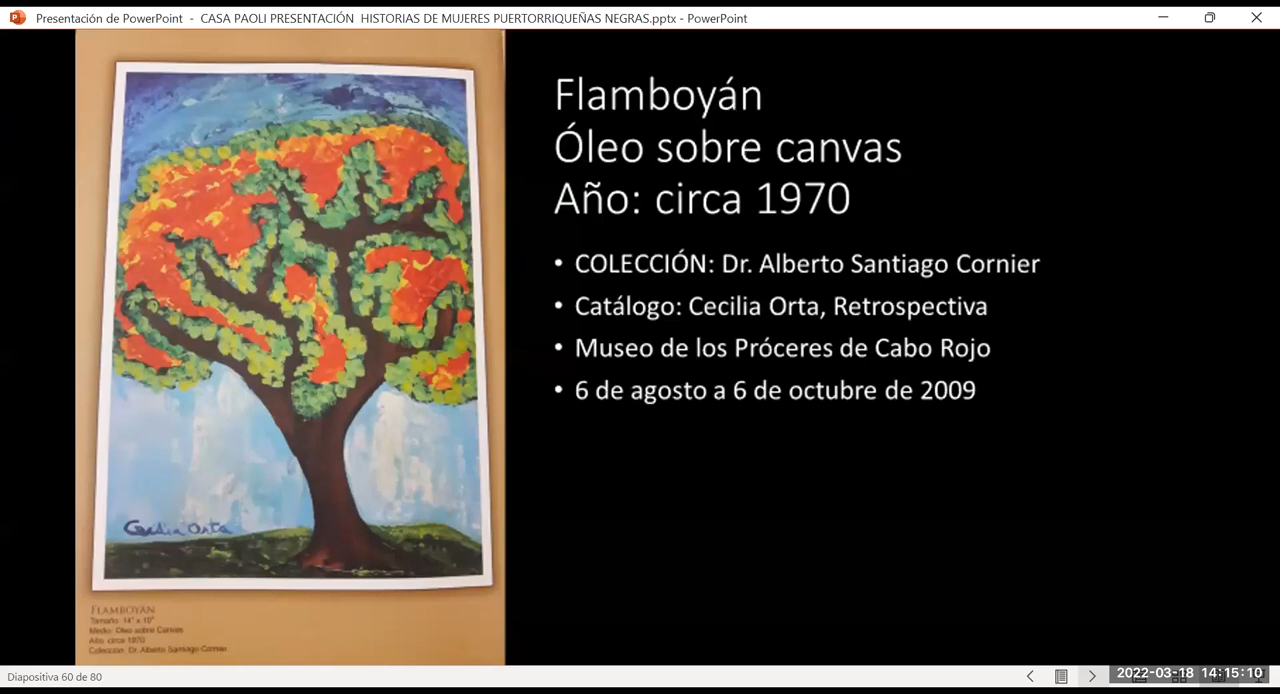 Presentación de PowerPoint - CASA PAOLI PRESENTACIÓN HISTORIAS DE MUJERES PUERTORRIQUEÑAS NEGRAS.pptx - PowerPoint
Flamboyán
Óleo sobre canvas
Año: circa 1970
• COLECCIÓN: Dr. Alberto Santiago Cornier
• Catálogo: Cecilia Orta, Retrospectiva
• Museo de los Próceres de Cabo Rojo
• 6 de agosto a 6 de octubre de 2009
Cecilia Orta
FLAMBOYÁN
Tamaño: 14" x 10"
Medio: Óleo sobre Canvas
Año: circa 1970
Colección: Dr. Alberto Santiago Cornier
Diapositiva 60 de 80
2022-03-18 14:15:10